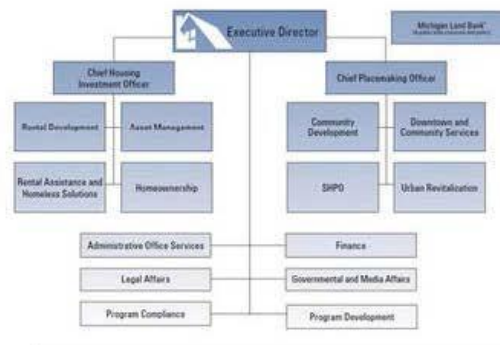 Executive Director
Michigan Land Bank*
Chief Housing
Investment Officer
Chief Placemaking Officer
Rental Development
Asset Management
Community
Development
Downtown and
Community Services
Rental Assistance and
Homeless Solutions
Homeownership
SHPO
Urban Revitalization
Administrative Office Services
Finance
Legal Affairs
Governmental and Media Affairs
Program Compliance
Program Development